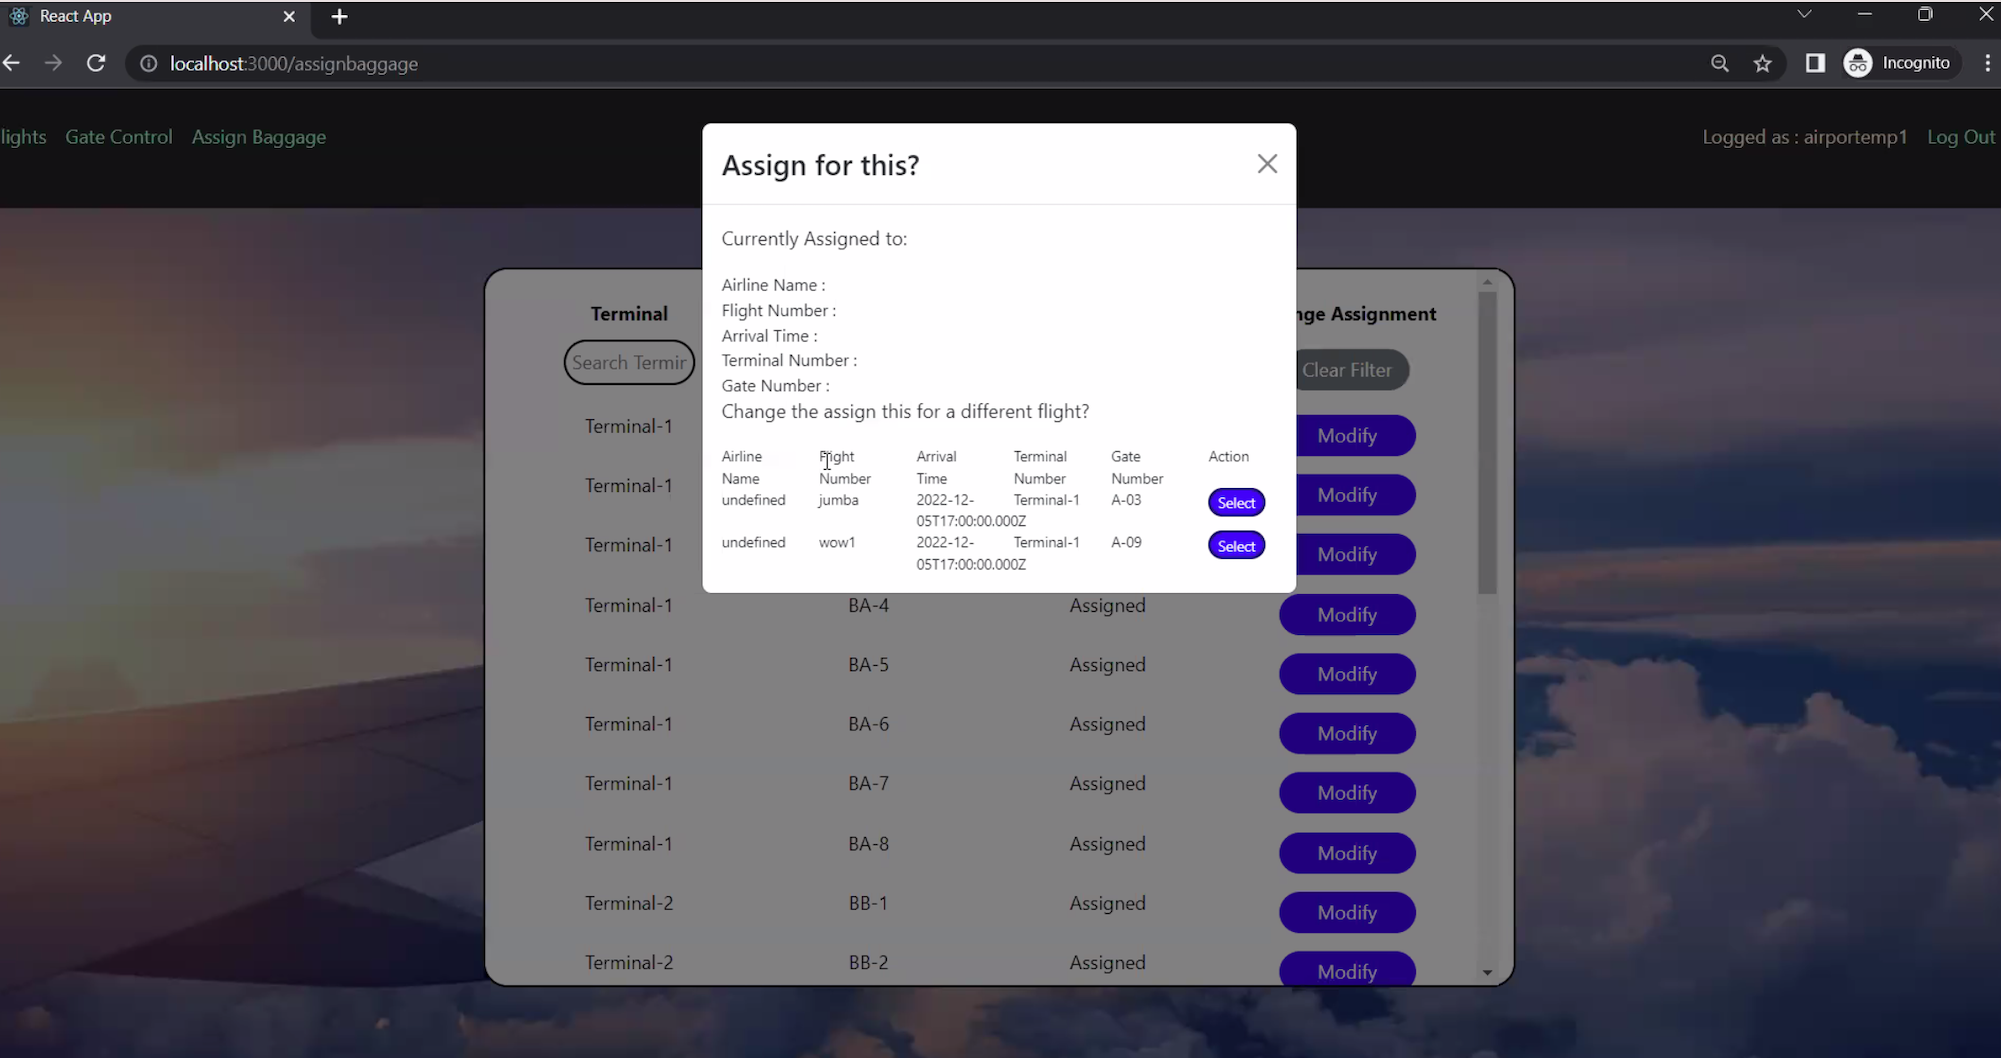 React App
localhost:3000/assignbaggage
Incognito
lights Gate Control Assign Baggage
Logged as : airportemp1 Log Out
Assign for this?
Currently Assigned to:
Airline Name :
Flight Number :
Arrival Time :
Terminal Number :
Gate Number :
Change the assign this for a different flight?
Airline Name Flight Number Arrival Time Terminal Number Gate Number Action
undefined jumba 2022-12-05T17:00:00.000Z Terminal-1 A-03 Select
undefined wow1 2022-12-05T17:00:00.000Z Terminal-1 A-09 Select
Terminal nge Assignment
Search Termir Clear Filter
Terminal-1 Modify
Terminal-1 Modify
Terminal-1 Modify
Terminal-1 BA-4 Assigned Modify
Terminal-1 BA-5 Assigned Modify
Terminal-1 BA-6 Assigned Modify
Terminal-1 BA-7 Assigned Modify
Terminal-1 BA-8 Assigned Modify
Terminal-2 BB-1 Assigned Modify
Terminal-2 BB-2 Assigned Modify